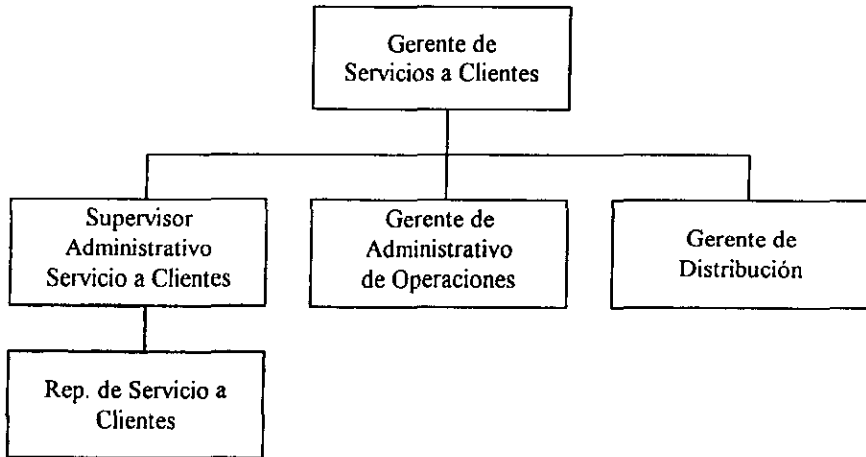 Gerente de
Servicios a Clientes
Supervisor
Administrativo
Servicio a Clientes
Gerente de
Administrativo
de Operaciones
Gerente de
Distribución
Rep. de Servicio a
Clientes